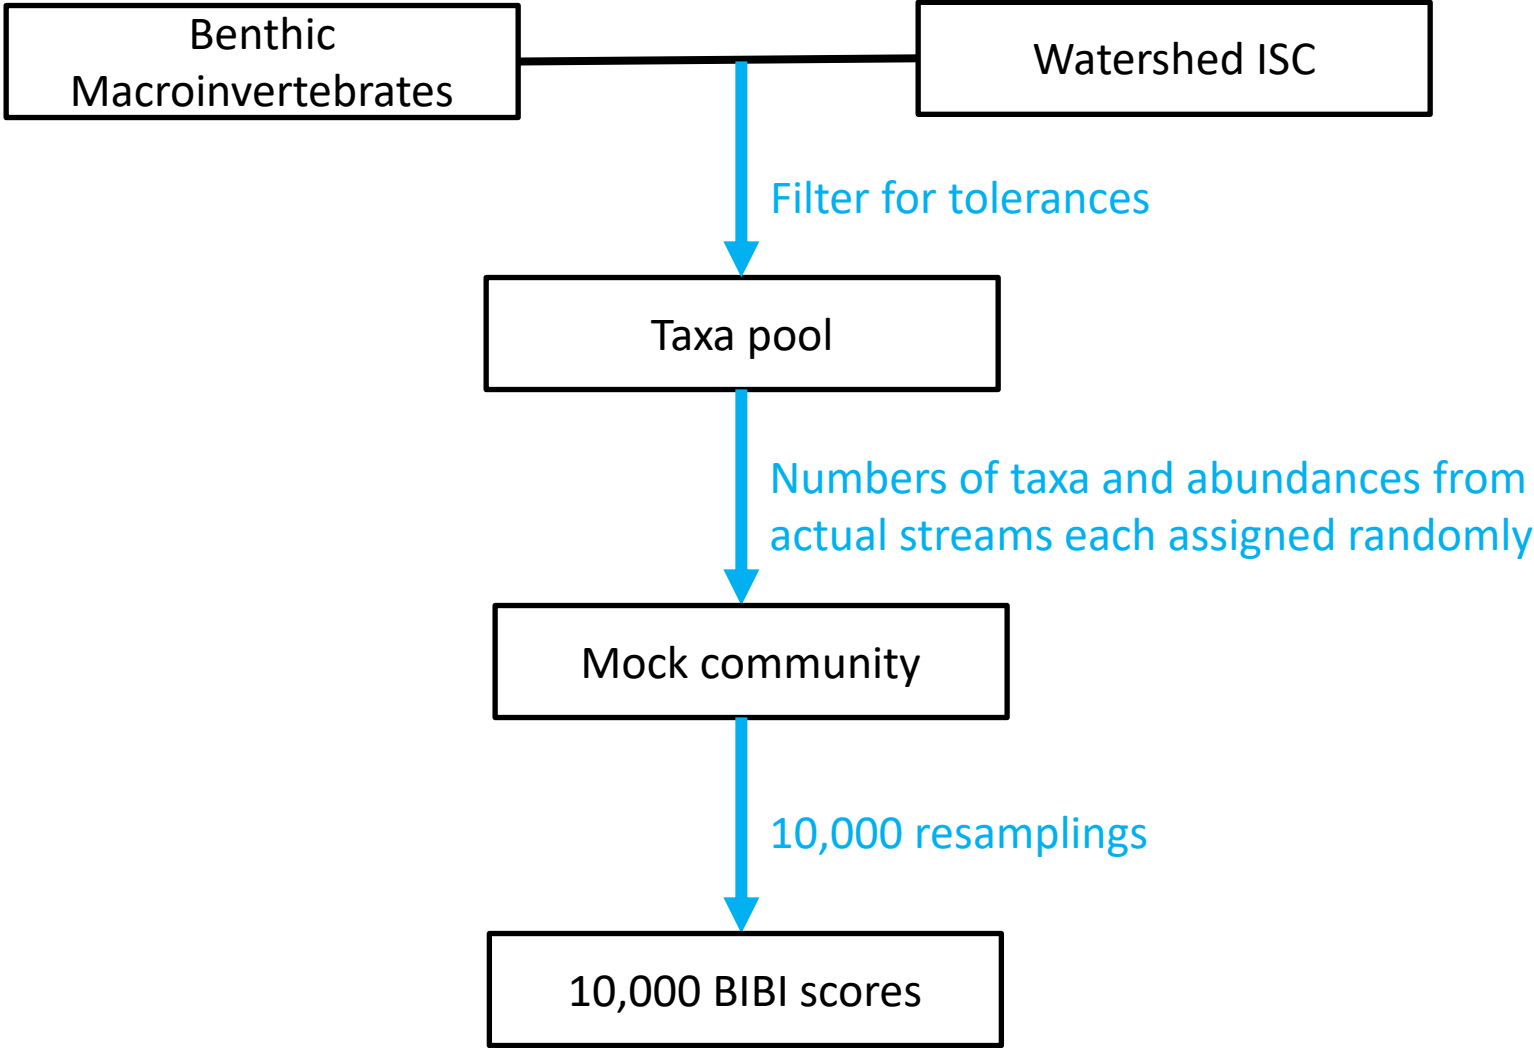 Benthic
Macroinvertebrates
Watershed ISC
Filter for tolerances
Taxa pool
Numbers of taxa and abundances from
actual streams each assigned randomly
Mock community
10,000 resamplings
10,000 BIBI scores